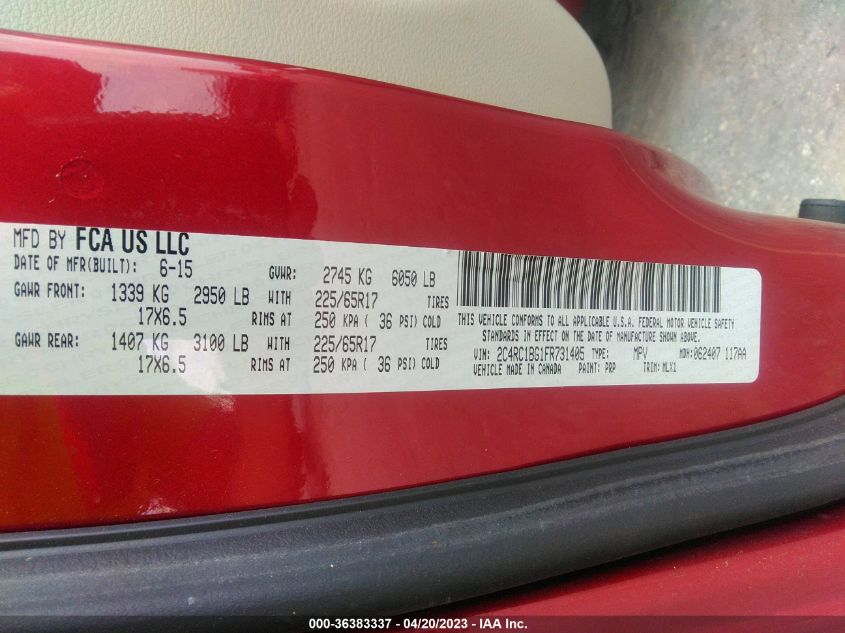 MFD BY FCA US LLC
DATE OF MFR(BUILT): 6-15 GVWR: 2745 KG 6050 LB
GAWR FRONT: 1339 KG 2950 LB WITH 225/65R17 TIRES
17X6.5 RIMS AT 250 KPA ( 36 PSI) COLD
GAWR REAR: 1407 KG 3100 LB WITH 225/65R17 TIRES
17X6.5 RIMS AT 250 KPA ( 36 PSI) COLD
THIS VEHICLE CONFORMS TO ALL APPLICABLE U.S.A. FEDERAL MOTOR VEHICLE SAFETY
STANDARDS IN EFFECT ON THE DATE OF MANUFACTURE SHOWN ABOVE.
VIN: 2C4RC1BG1FR731405 TYPE: MPV MDH: 062407 117AA
VEHICLE MADE IN CANADA PAINT: PRP TRIM: MLX1
000-36383337 - 04/20/2023 - IAA Inc.